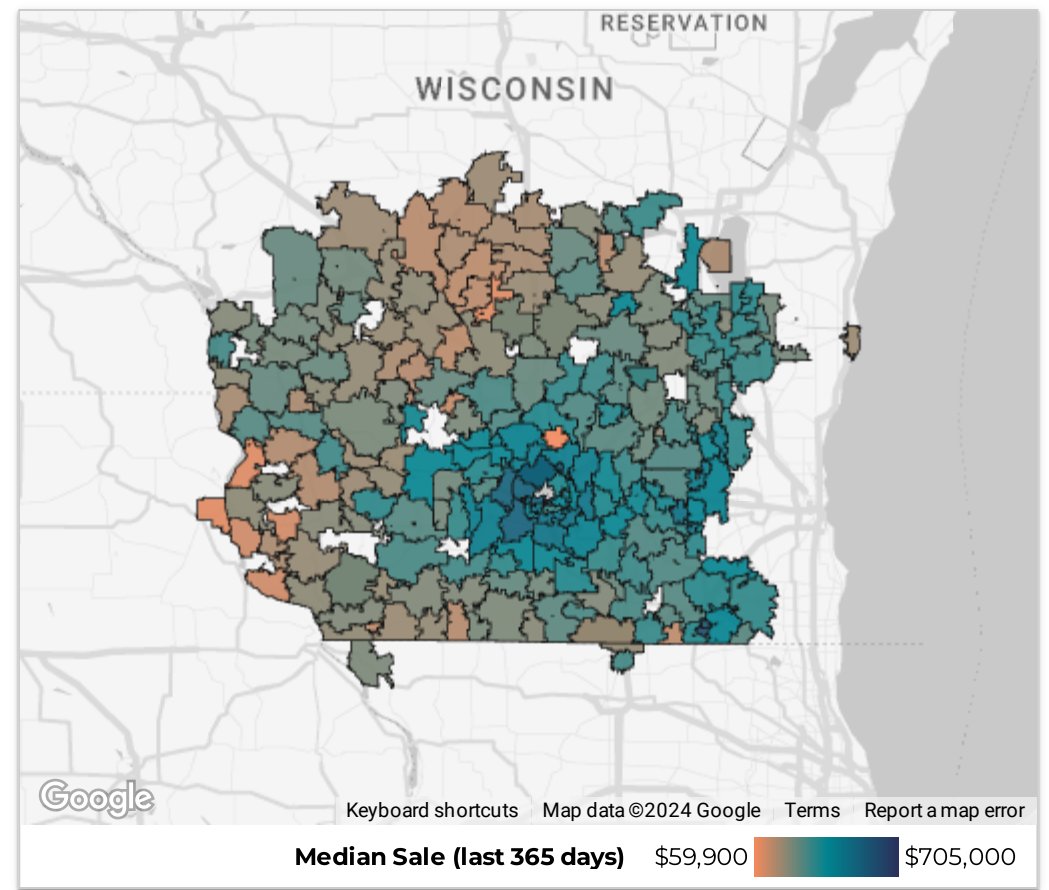 RESERVATION
WISCONSIN
Google
Keyboard shortcuts Map data ©2024 Google Terms Report a map error
Median Sale (last 365 days) $59,900 $705,000